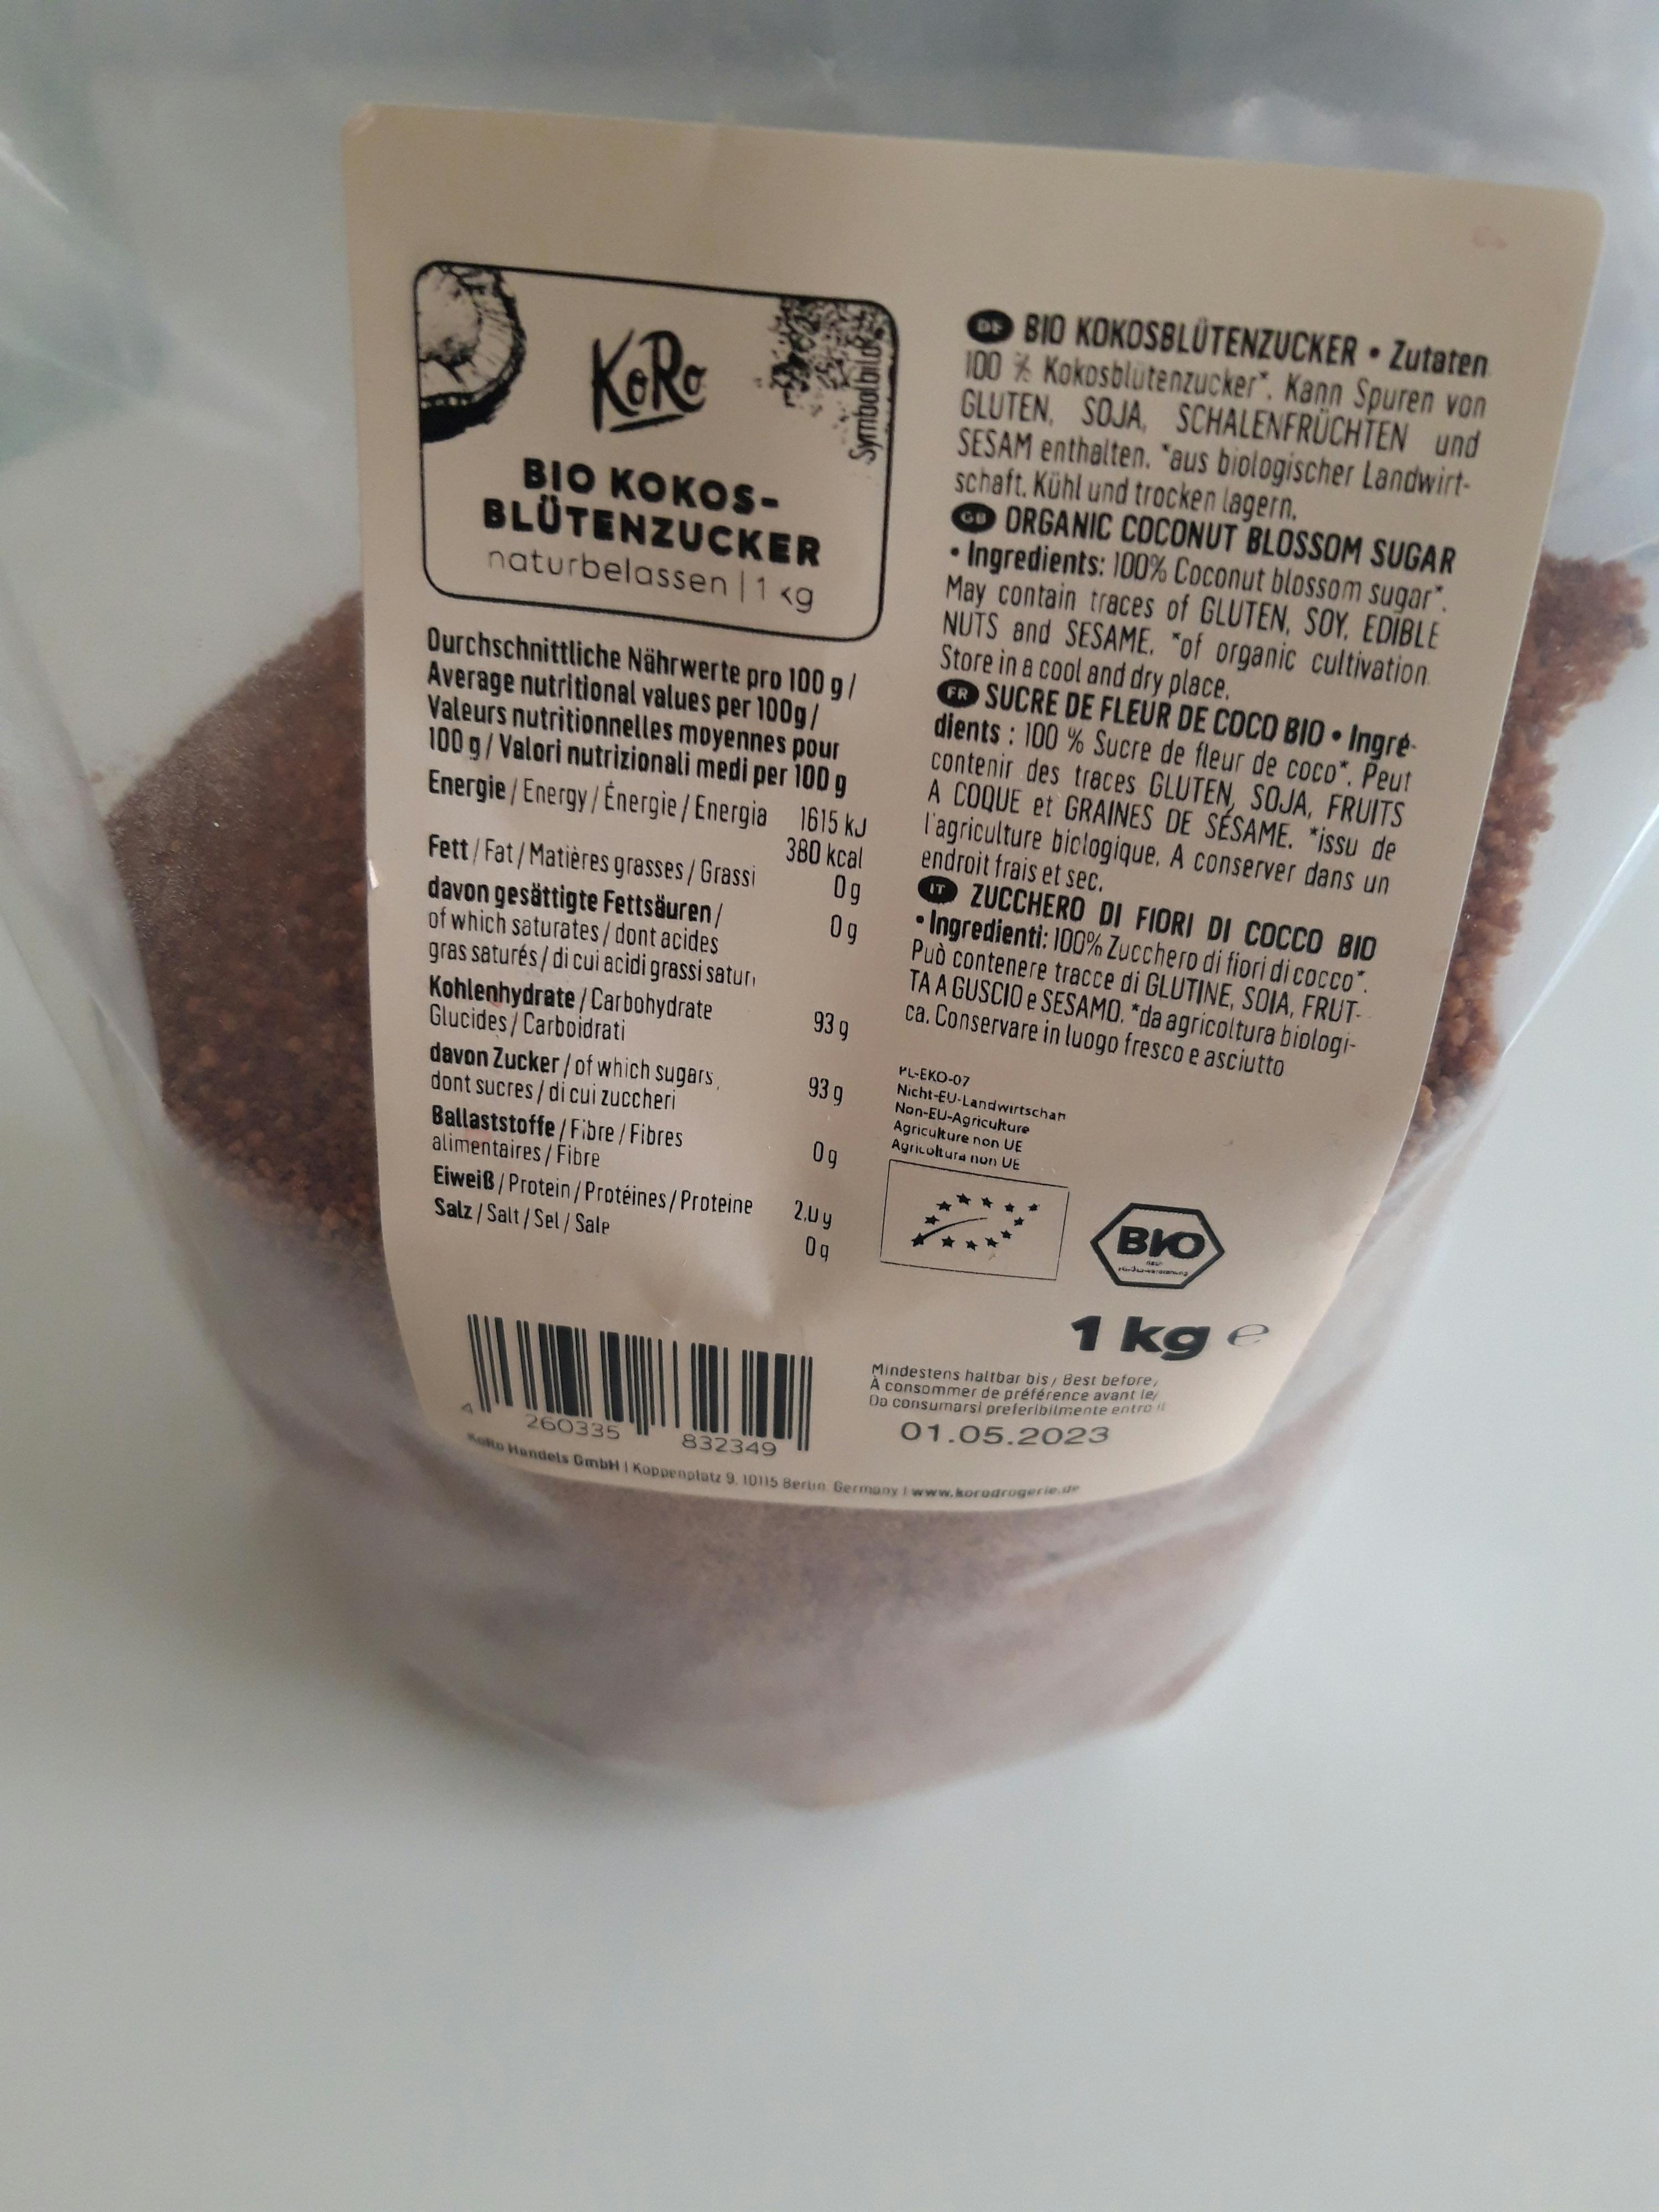 KoRo
Symbolbild
BIO KOKOS-
BLÜTENZUCKER
naturbelassen | 1 kg
Durchschnittliche Nährwerte pro 100 g /
Average nutritional values per 100g /
Valeurs nutritionnelles moyennes pour
100 g / Valori nutrizionali medi per 100 g
Energie / Energy / Énergie / Energia 1615 kJ
380 kcal
Fett / Fat / Matières grasses / Grassi 0 g
davon gesättigte Fettsäuren / 0 g
of which saturates / dont acides
gras saturés / di cui acidi grassi saturi
Kohlenhydrate / Carbohydrate
Glucides / Carboidrati 93 g
davon Zucker / of which sugars,
dont sucres / di cui zuccheri 93 g
Ballaststoffe / Fibre / Fibres
alimentaires / Fibre 0 g
Eiweiß / Protein / Protéines / Proteine 2,0 g
Salz / Salt / Sel / Sale 0 g
4 260335 832349
KoRo Handels GmbH | Koppenplatz 9, 10115 Berlin Germany | www.korodrogerie.de
DE BIO KOKOSBLÜTENZUCKER • Zutaten
100 % Kokosblütenzucker*. Kann Spuren von
GLUTEN, SOJA, SCHALENFRÜCHTEN und
SESAM enthalten. *aus biologischer Landwirt-
schaft. Kühl und trocken lagern.
GB ORGANIC COCONUT BLOSSOM SUGAR
• Ingredients: 100% Coconut blossom sugar*.
May contain traces of GLUTEN, SOY, EDIBLE
NUTS and SESAME. *of organic cultivation.
Store in a cool and dry place.
FR SUCRE DE FLEUR DE COCO BIO • Ingré-
dients : 100 % Sucre de fleur de coco*. Peut
contenir des traces GLUTEN, SOJA, FRUITS
A COQUE et GRAINES DE SÉSAME. *issu de
l'agriculture biologique. A conserver dans un
endroit frais et sec.
IT ZUCCHERO DI FIORI DI COCCO BIO
• Ingredienti: 100% Zucchero di fiori di cocco*.
Può contenere tracce di GLUTINE, SOIA, FRUT-
TA A GUSCIO e SESAMO. *da agricoltura biologi-
ca. Conservare in luogo fresco e asciutto
PL-EKO-07
Nicht-EU-Landwirtschaft
Non-EU-Agriculture
Agriculture non UE
Agricoltura non UE
BIO
nach
1 kg e
Mindestens haltbar bis / Best before /
À consommer de préférence avant le/
Da consumarsi preferibilmente entro il
01.05.2023